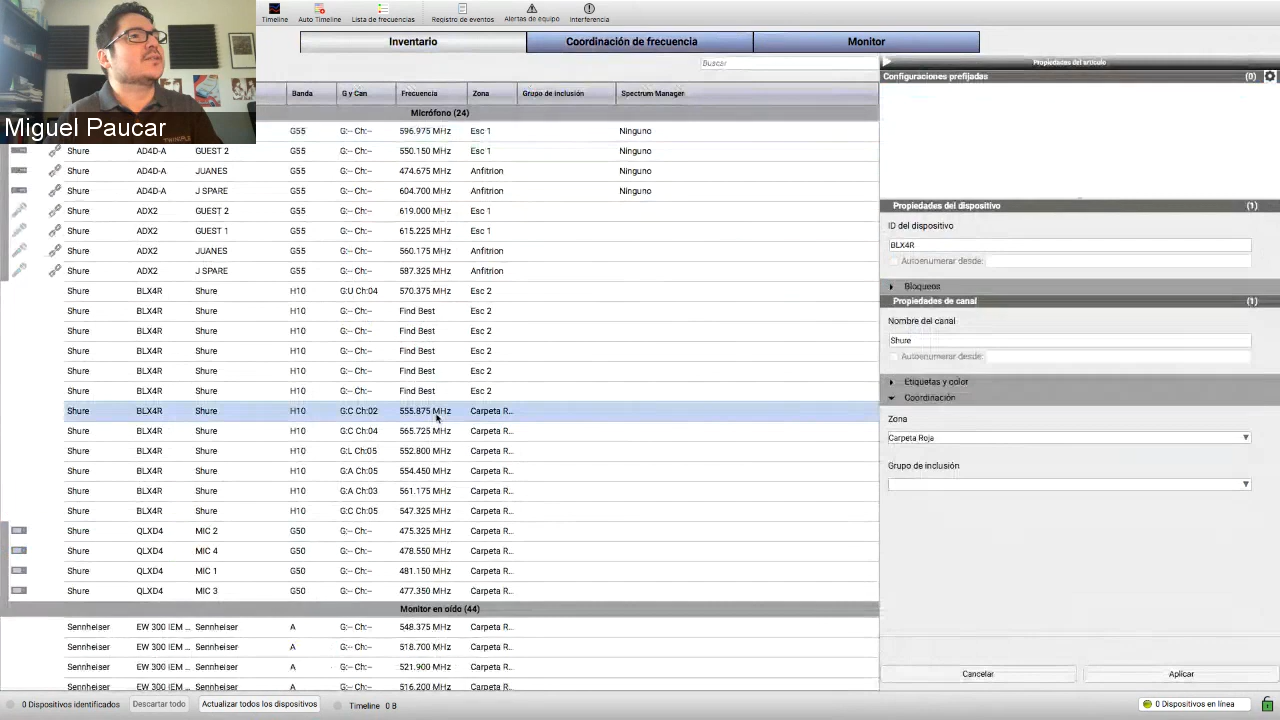 Timeline Auto Timeline Lista de frecuencias Registro de eventos Alertas de equipo Interferencia
Inventario Coordinación de frecuencia Monitor
Buscar
Propiedades del artículo
Configuraciones prefijadas (0)
Miguel Paucar
Banda G y Can Frecuencia Zona Grupo de inclusión Spectrum Manager
Micrófono (24)
G55 G:-- Ch:-- 596.975 MHz Esc 1 Ninguno
Shure AD4D-A GUEST 2 G55 G:-- Ch:-- 550.150 MHz Esc 1 Ninguno
Shure AD4D-A JUANES G55 G:-- Ch:-- 474.675 MHz Anfitrion Ninguno
Shure AD4D-A J SPARE G55 G:-- Ch:-- 604.700 MHz Anfitrion Ninguno
Shure ADX2 GUEST 2 G55 G:-- Ch:-- 619.000 MHz Esc 1
Shure ADX2 GUEST 1 G55 G:-- Ch:-- 615.225 MHz Esc 1
Shure ADX2 JUANES G55 G:-- Ch:-- 560.175 MHz Anfitrion
Shure ADX2 J SPARE G55 G:-- Ch:-- 587.325 MHz Anfitrion
Shure BLX4R Shure H10 G:U Ch:04 570.375 MHz Esc 2
Shure BLX4R Shure H10 G:-- Ch:-- Find Best Esc 2
Shure BLX4R Shure H10 G:-- Ch:-- Find Best Esc 2
Shure BLX4R Shure H10 G:-- Ch:-- Find Best Esc 2
Shure BLX4R Shure H10 G:-- Ch:-- Find Best Esc 2
Shure BLX4R Shure H10 G:-- Ch:-- Find Best Esc 2
Shure BLX4R Shure H10 G:C Ch:02 555.875 MHz Carpeta R...
Shure BLX4R Shure H10 G:C Ch:04 565.725 MHz Carpeta R...
Shure BLX4R Shure H10 G:L Ch:05 552.800 MHz Carpeta R...
Shure BLX4R Shure H10 G:A Ch:05 554.450 MHz Carpeta R...
Shure BLX4R Shure H10 G:A Ch:03 561.175 MHz Carpeta R...
Shure BLX4R Shure H10 G:C Ch:05 547.325 MHz Carpeta R...
Shure QLXD4 MIC 2 G50 G:-- Ch:-- 475.325 MHz Carpeta R...
Shure QLXD4 MIC 4 G50 G:-- Ch:-- 478.550 MHz Carpeta R...
Shure QLXD4 MIC 1 G50 G:-- Ch:-- 481.150 MHz Carpeta R...
Shure QLXD4 MIC 3 G50 G:-- Ch:-- 477.350 MHz Carpeta R...
Monitor en oído (44)
Sennheiser EW 300 IEM ... Sennheiser A G:-- Ch:-- 548.375 MHz Carpeta R...
Sennheiser EW 300 IEM ... Sennheiser A G:-- Ch:-- 518.700 MHz Carpeta R...
Sennheiser EW 300 IEM ... Sennheiser A G:-- Ch:-- 521.900 MHz Carpeta R...
Sennheiser EW 300 IEM ... Sennheiser A G:-- Ch:-- 516.200 MHz Carpeta R...
Propiedades del dispositivo (1)
ID del dispositivo
BLX4R
Autoenumerar desde:
Bloqueos
Propiedades de canal (1)
Nombre del canal
Shure
Autoenumerar desde:
Etiquetas y color
Coordinación
Zona
Carpeta Roja
Grupo de inclusión
Cancelar Aplicar
0 Dispositivos identificados Descartar todo Actualizar todos los dispositivos Timeline 0 B 0 Dispositivos en línea